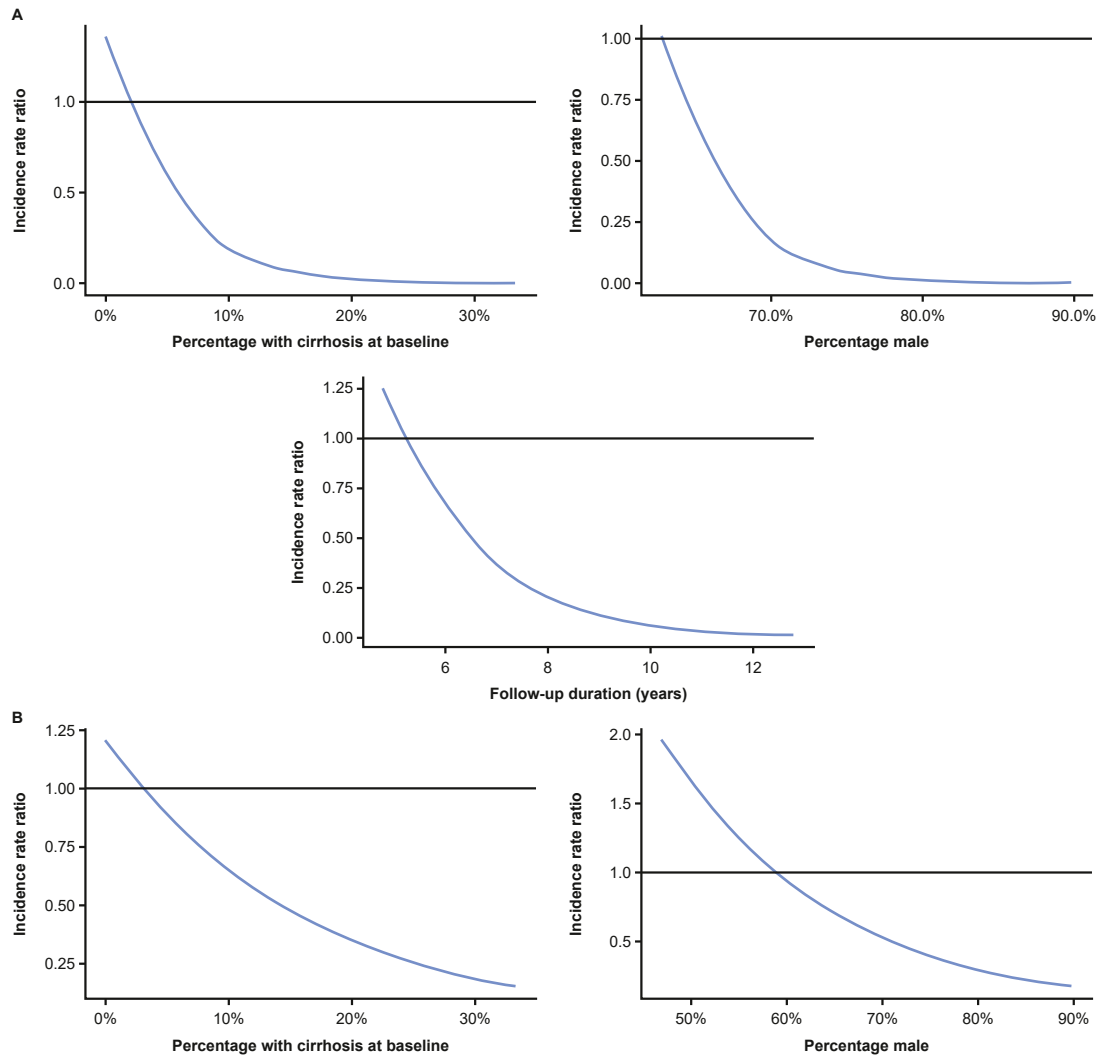 A
Incidence rate ratio
1.0
0.5
0.0
0% 10% 20% 30%
Percentage with cirrhosis at baseline
Incidence rate ratio
1.00
0.75
0.50
0.25
0.00
70.0% 80.0% 90.0%
Percentage male
Incidence rate ratio
1.25
1.00
0.75
0.50
0.25
0.00
6 8 10 12
Follow-up duration (years)
B
Incidence rate ratio
1.25
1.00
0.75
0.50
0.25
0% 10% 20% 30%
Percentage with cirrhosis at baseline
Incidence rate ratio
2.0
1.5
1.0
0.5
50% 60% 70% 80% 90%
Percentage male